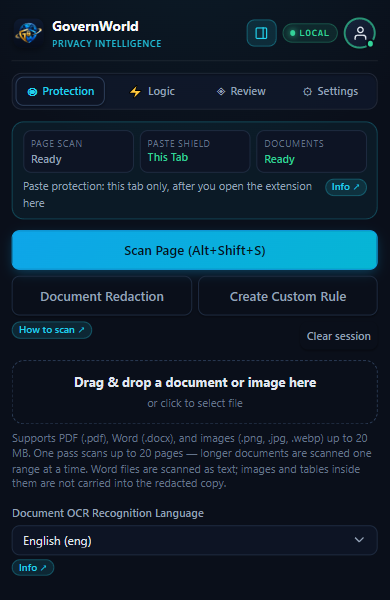 GovernWorld
PRIVACY INTELLIGENCE
LOCAL
Protection
Logic
Review
Settings
PAGE SCAN
Ready
PASTE SHIELD
This Tab
DOCUMENTS
Ready
Paste protection: this tab only, after you open the extension
here
Info ↗
Scan Page (Alt+Shift+S)
Document Redaction
Create Custom Rule
How to scan ↗
Clear session
Drag & drop a document or image here
or click to select file
Supports PDF (.pdf), Word (.docx), and images (.png, .jpg, .webp) up to 20
MB. One pass scans up to 20 pages — longer documents are scanned one
range at a time. Word files are scanned as text; images and tables inside
them are not carried into the redacted copy.
Document OCR Recognition Language
English (eng)
Info ↗